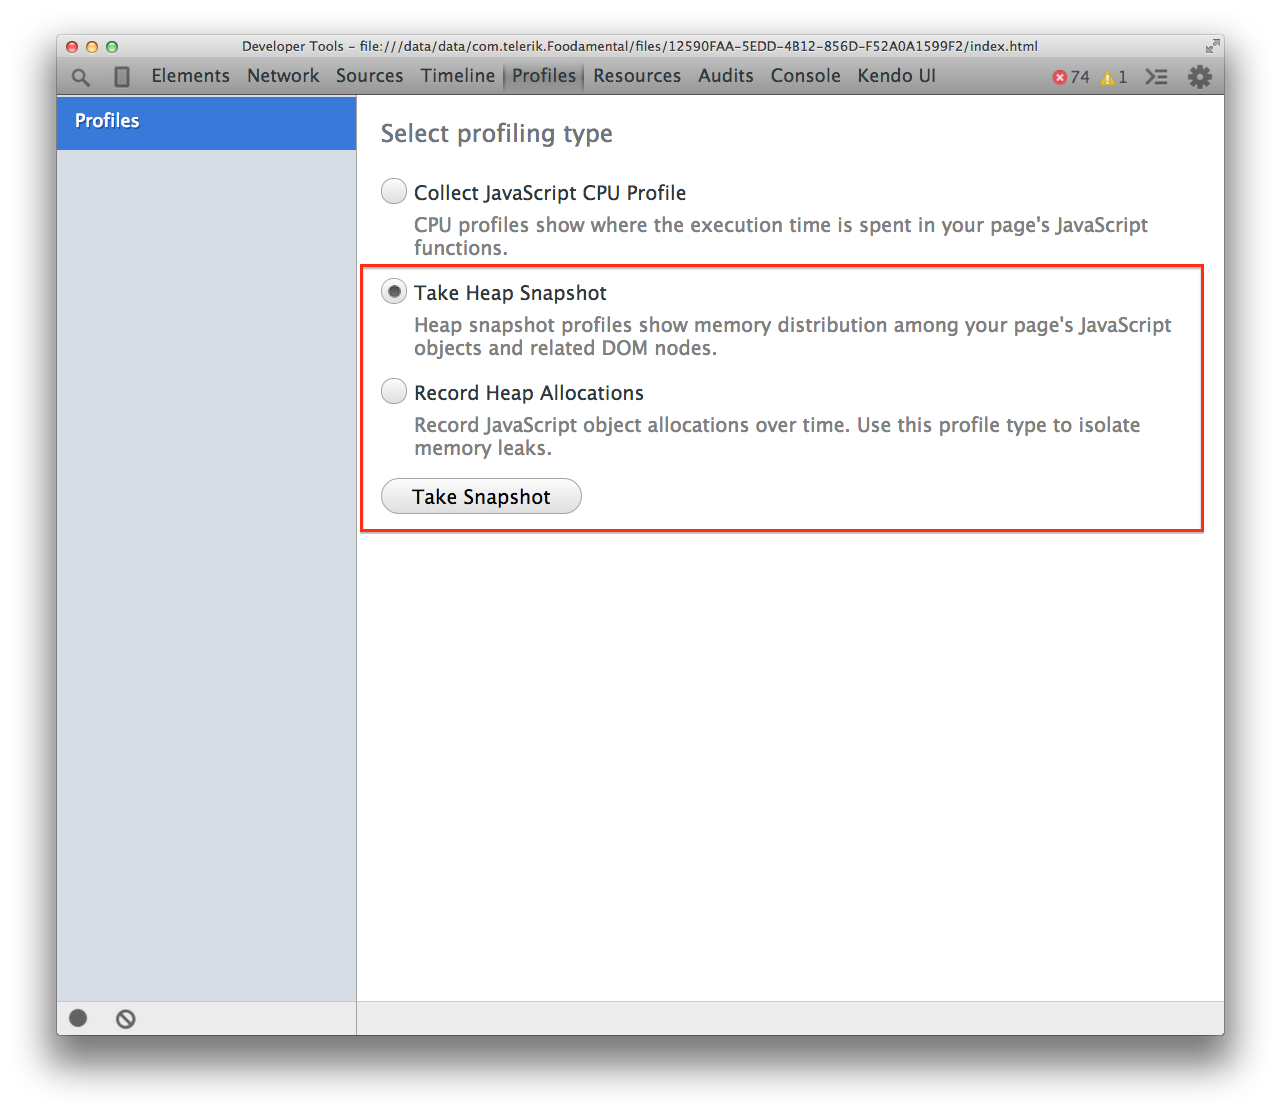 Developer Tools - file:///data/data/com.telerik.Foodamental/files/12590FAA-5EDD-4B12-856D-F52A0A1599F2/index.html
Elements Network Sources Timeline Profiles Resources Audits Console Kendo UI 74 1
Profiles
Select profiling type
Collect JavaScript CPU Profile
CPU profiles show where the execution time is spent in your page's JavaScript
functions.
Take Heap Snapshot
Heap snapshot profiles show memory distribution among your page's JavaScript
objects and related DOM nodes.
Record Heap Allocations
Record JavaScript object allocations over time. Use this profile type to isolate
memory leaks.
Take Snapshot